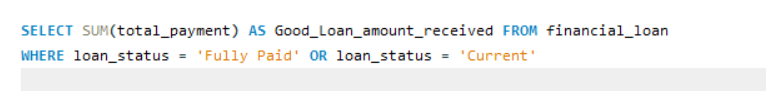 SELECT SUM(total_payment) AS Good_Loan_amount_received FROM financial_loan
WHERE loan_status = 'Fully Paid' OR loan_status = 'Current'